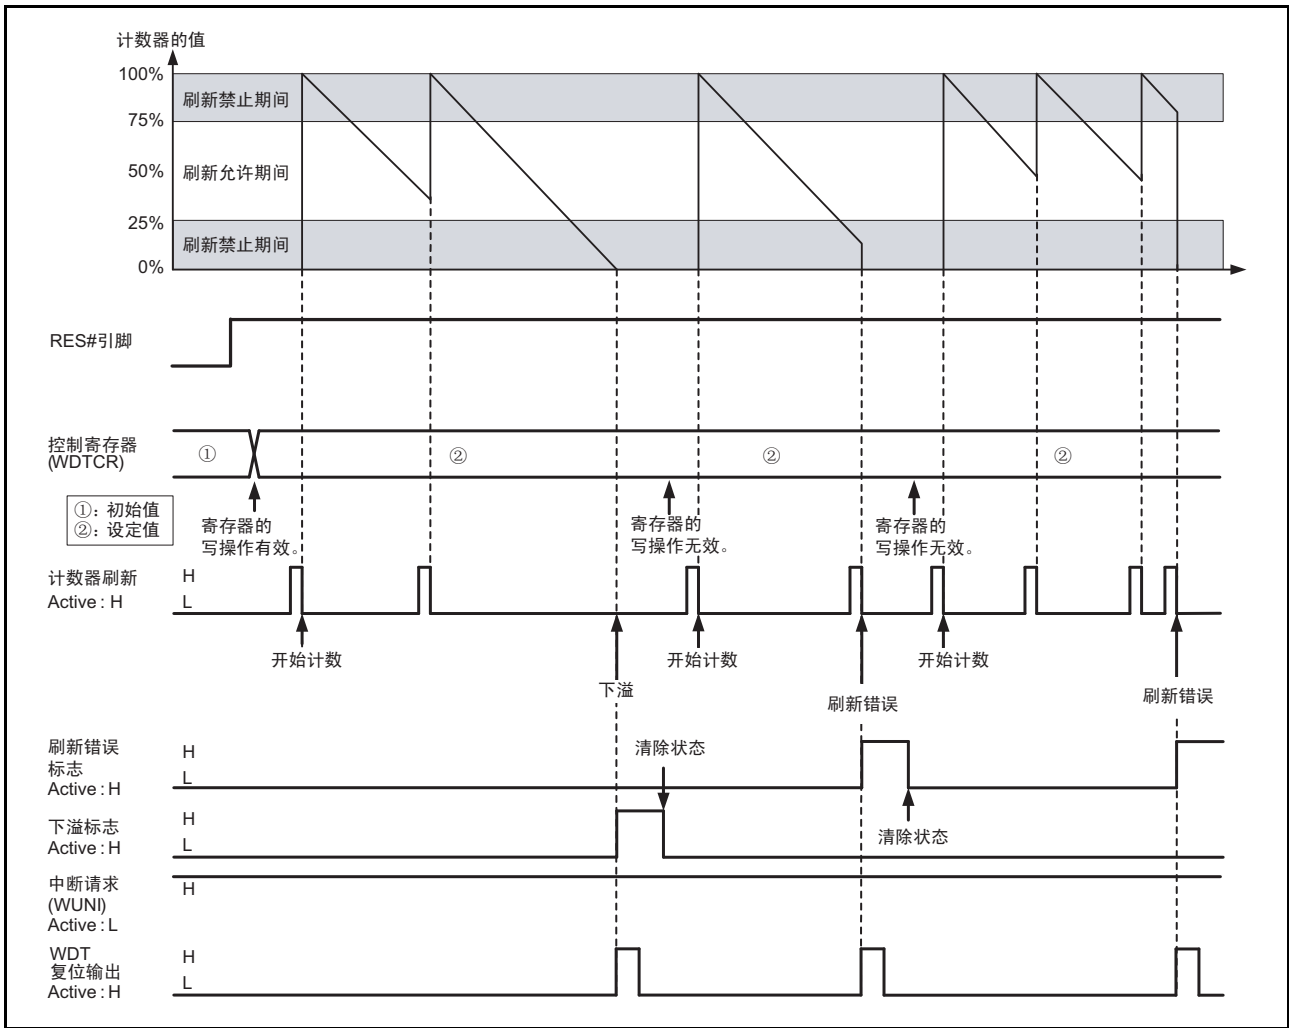 计数器的值
100%
刷新禁止期间
75%
50%
刷新允许期间
25%
刷新禁止期间
0%
RES#引脚
控制寄存器
(WDTCR)
①
②
②
②
①：初始值
②：设定值
寄存器的
写操作有效。
寄存器的
写操作无效。
寄存器的
写操作无效。
计数器刷新
Active : H
H
L
开始计数
开始计数
开始计数
下溢
刷新错误
刷新错误
刷新错误
标志
Active : H
H
L
清除状态
清除状态
下溢标志
Active : H
H
L
中断请求
(WUNI)
Active : L
H
WDT
复位输出
Active : H
H
L